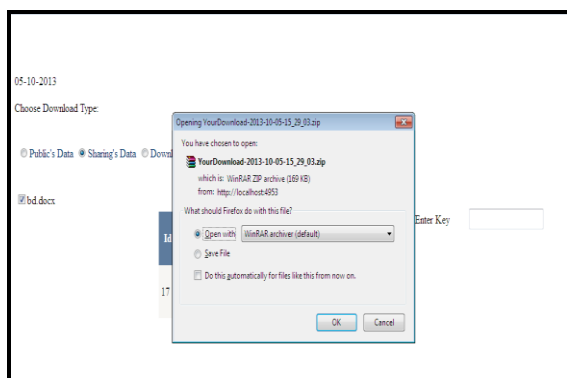 05-10-2013
Choose Download Type:
Public's Data Sharing's Data Downl
bd.docx
Enter Key
Id
17
Opening YourDownload-2013-10-05-15_29_03.zip
You have chosen to open:
YourDownload-2013-10-05-15_29_03.zip
which is: WinRAR ZIP archive (169 KB)
from: http://localhost:4953
What should Firefox do with this file?
Open with WinRAR archiver (default)
Save File
Do this automatically for files like this from now on.
OK Cancel